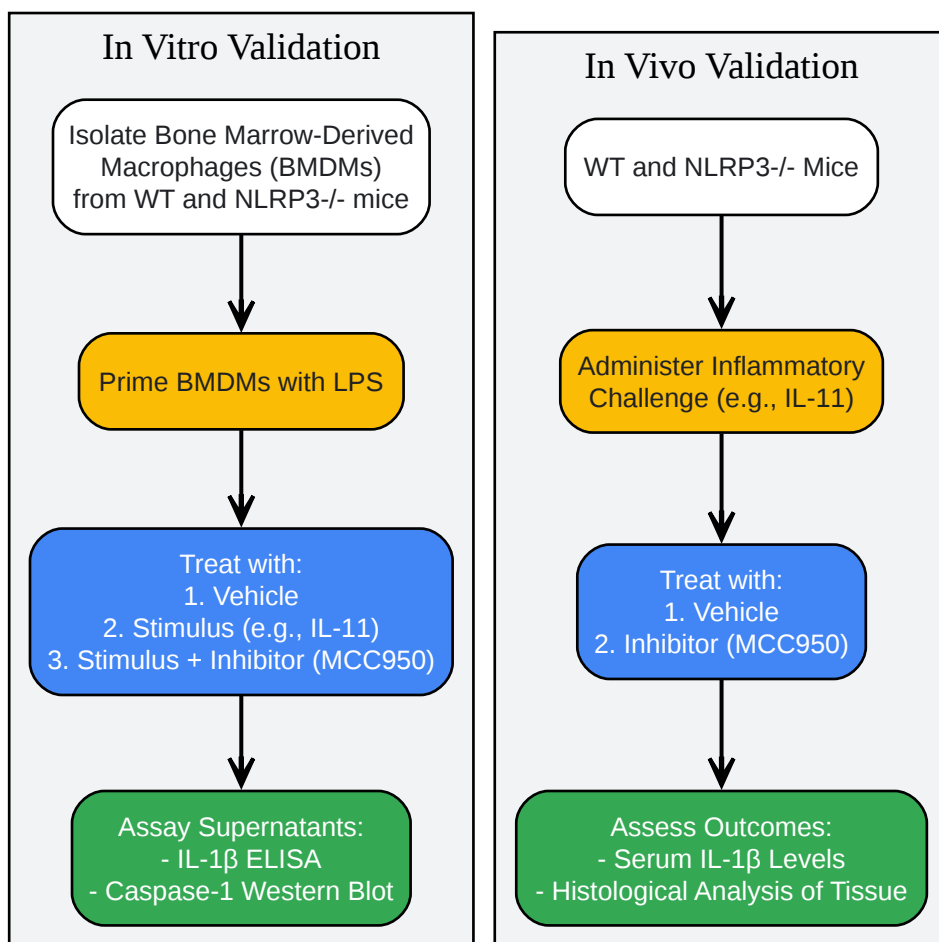 In Vitro Validation
Isolate Bone Marrow-Derived
Macrophages (BMDMs)
from WT and NLRP3-/- mice
Prime BMDMs with LPS
Treat with:
1. Vehicle
2. Stimulus (e.g., IL-11)
3. Stimulus + Inhibitor (MCC950)
Assay Supernatants:
- IL-1β ELISA
- Caspase-1 Western Blot
In Vivo Validation
WT and NLRP3-/- Mice
Administer Inflammatory
Challenge (e.g., IL-11)
Treat with:
1. Vehicle
2. Inhibitor (MCC950)
Assess Outcomes:
- Serum IL-1β Levels
- Histological Analysis of Tissue